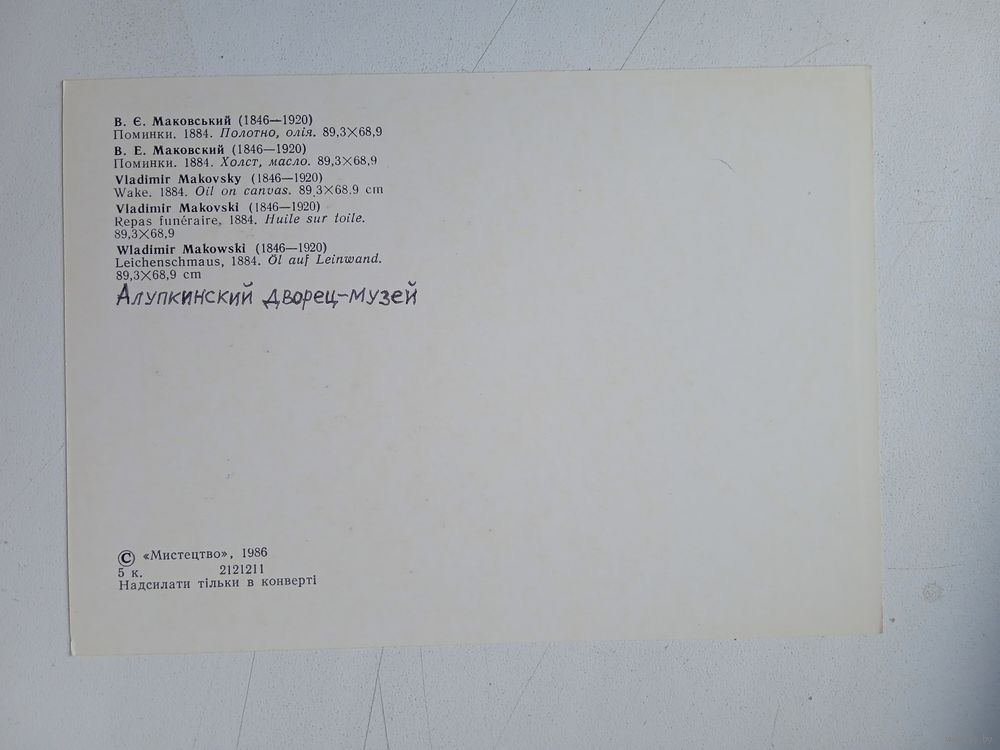 В. Є. Маковський (1846—1920)
Поминки. 1884. Полотно, олія. 89,3×68,9
В. Е. Маковский (1846—1920)
Поминки. 1884. Холст, масло. 89,3×68,9
Vladimir Makovsky (1846—1920)
Wake. 1884. Oil on canvas. 89,3×68.9 cm
Vladimir Makovski (1846—1920)
Repas funéraire, 1884. Huile sur toile.
89,3×68,9
Wladimir Makowski (1846—1920)
Leichenschmaus, 1884. Öl auf Leinwand.
89,3×68,9 cm
Алупкинский дворец-музей
© «Мистецтво», 1986
5 к. 2121211
Надсилати тільки в конверті